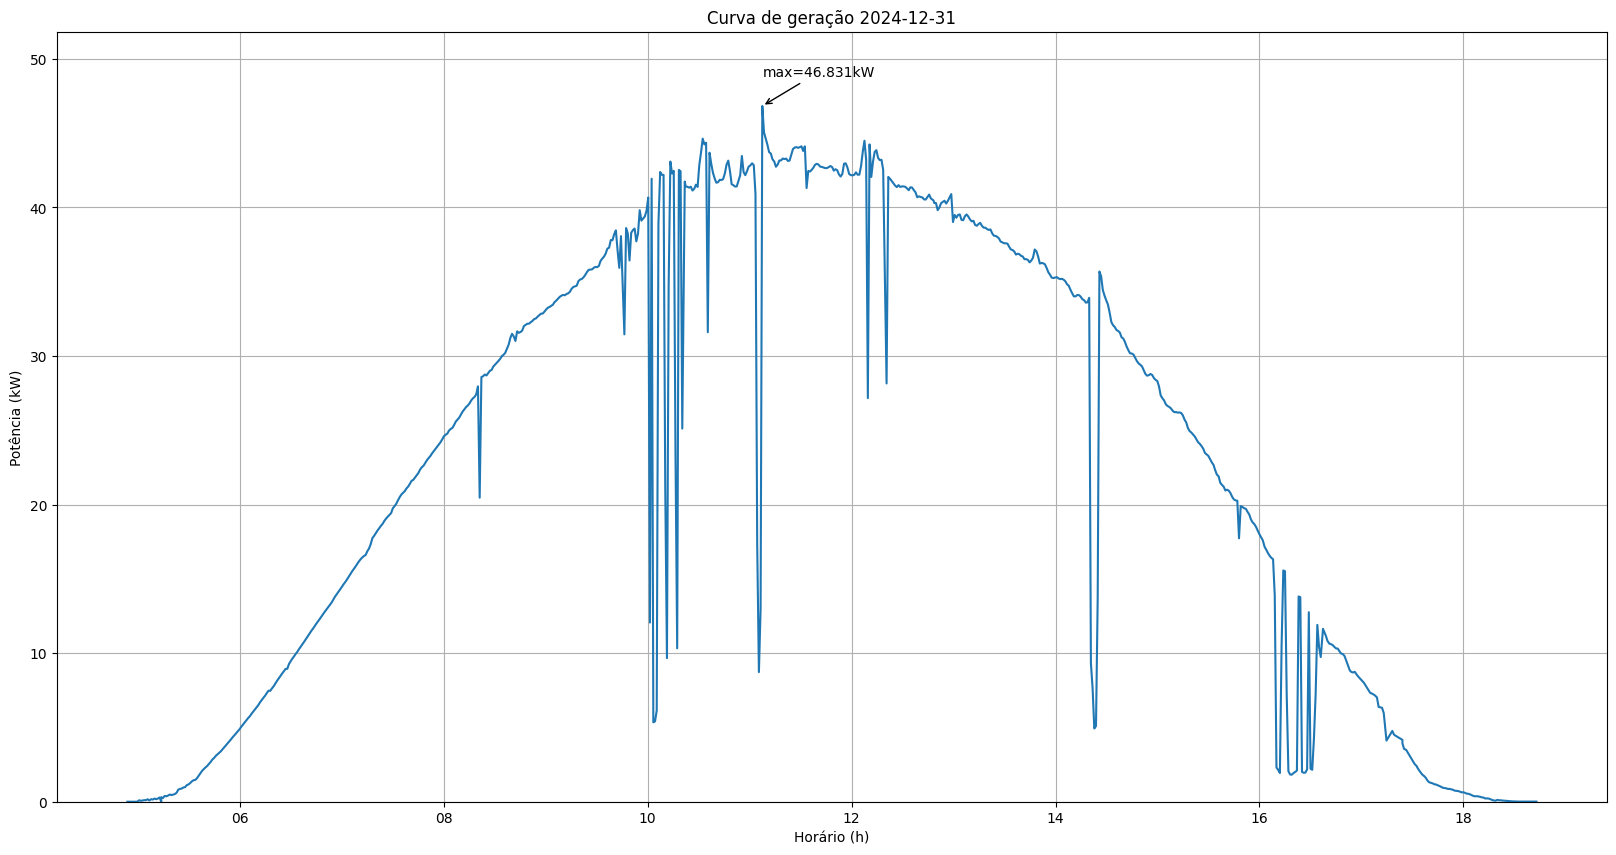 Curva de geração 2024-12-31
max=46.831kW
Potência (kW)
50
40
30
20
10
0
06 08 10 12 14 16 18
Horário (h)